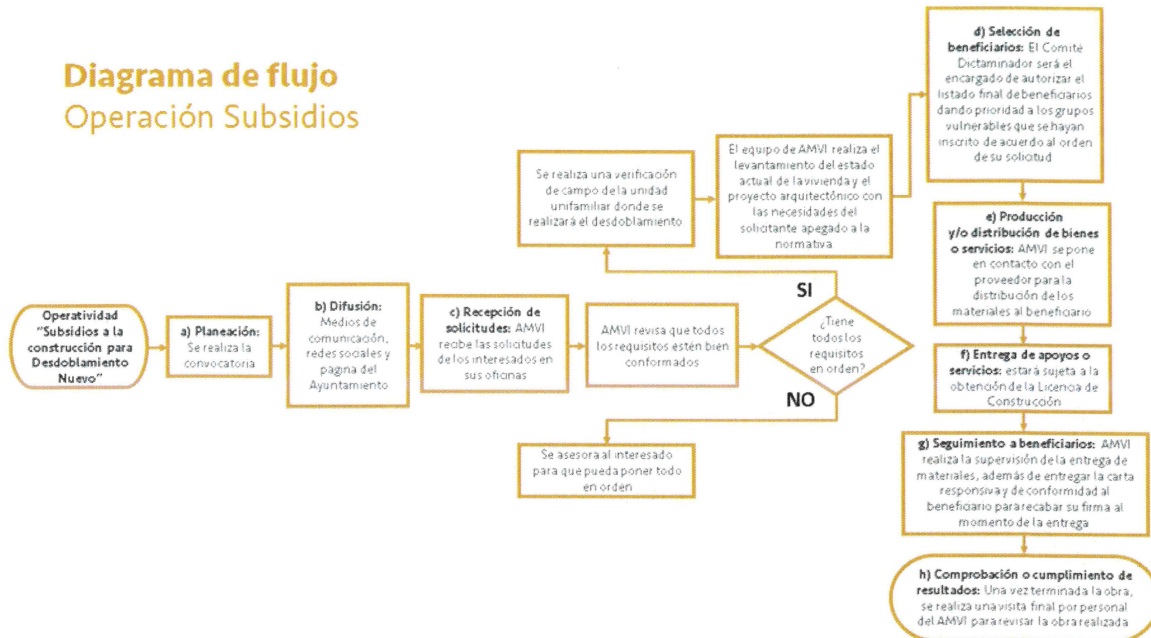 Diagrama de flujo
Operación Subsidios
Operatividad
"Subsidios a la
construcción para
Desdoblamiento
Nuevo"
a) Planeación:
Se realiza la
convocatoria
b) Difusión:
Medios de
comunicación,
redes sociales y
pagina del
Ayuntamiento
c) Recepción de
solicitudes: AMVI
recibe las solicitudes
de los interesados en
sus oficinas
AMVI revisa que todos
los requisitos estén bien
conformados
¿Tiene
todos los
requisitos
en orden?
SI
NO
Se asesora al interesado
para que pueda poner todo
en orden
Se realiza una verificación
de campo de la unidad
unifamiliar donde se
realizará el desdoblamiento
El equipo de AMVI realiza el
levantamiento del estado
actual de la vivienda y el
proyecto arquitectónico con
las necesidades del
solicitante apegado a la
normativa
d) Selección de
beneficiarios: El Comité
Dictaminador será el
encargado de autorizar el
listado final de beneficiarios
dando prioridad a los grupos
vulnerables que se hayan
inscrito de acuerdo al orden
de su solicitud
e) Producción
y/o distribución de bienes
o servicios: AMVI se pone
en contacto con el
proveedor para la
distribución de los
materiales al beneficiario
f) Entrega de apoyos o
servicios: estará sujeta a la
obtención de la Licencia de
Construcción
g) Seguimiento a beneficiarios: AMVI
realiza la supervisión de la entrega de
materiales, además de entregar la carta
responsiva y de conformidad al
beneficiario para recabar su firma al
momento de la entrega
h) Comprobación o cumplimiento de
resultados: Una vez terminada la obra,
se realiza una visita final por personal
del AMVI para revisar la obra realizada